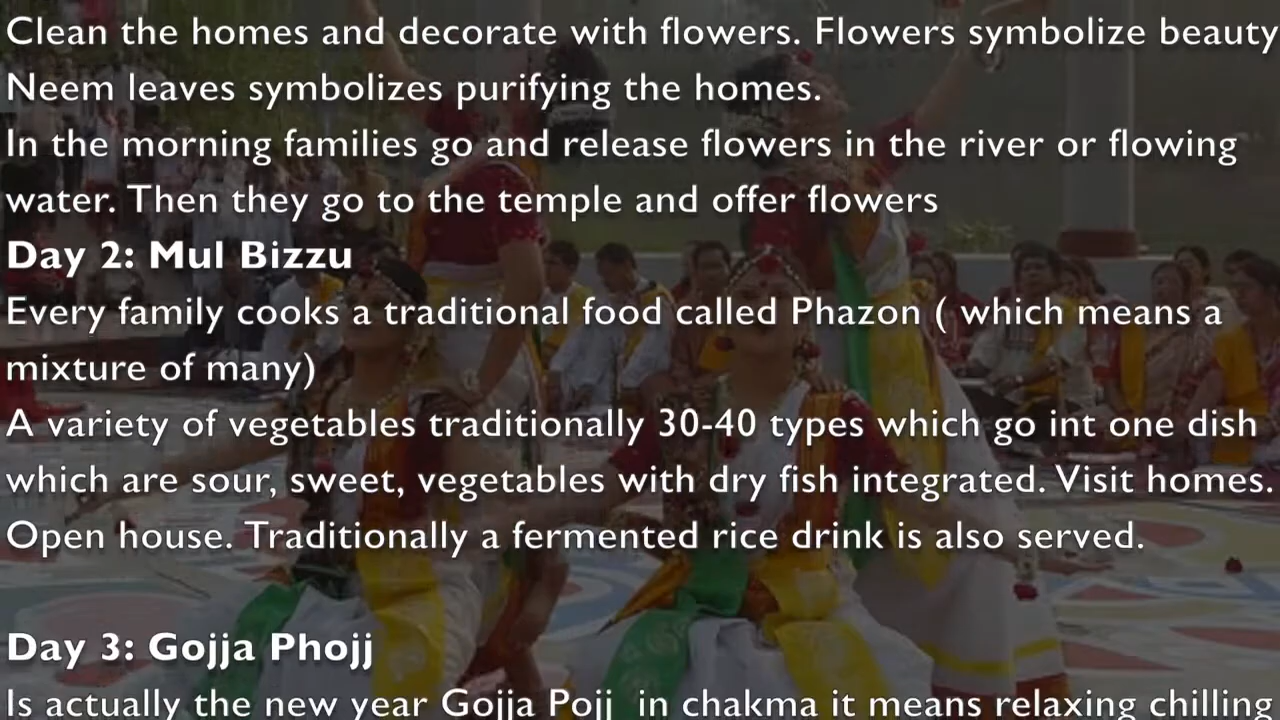 Clean the homes and decorate with flowers. Flowers symbolize beauty
Neem leaves symbolizes purifying the homes.
In the morning families go and release flowers in the river or flowing
water. Then they go to the temple and offer flowers
Day 2: Mul Bizzu
Every family cooks a traditional food called Phazon ( which means a
mixture of many)
A variety of vegetables traditionally 30-40 types which go int one dish
which are sour, sweet, vegetables with dry fish integrated. Visit homes.
Open house. Traditionally a fermented rice drink is also served.
Day 3: Gojja Phojj
Is actually the new year Gojja Pojj in chakma it means relaxing chilling